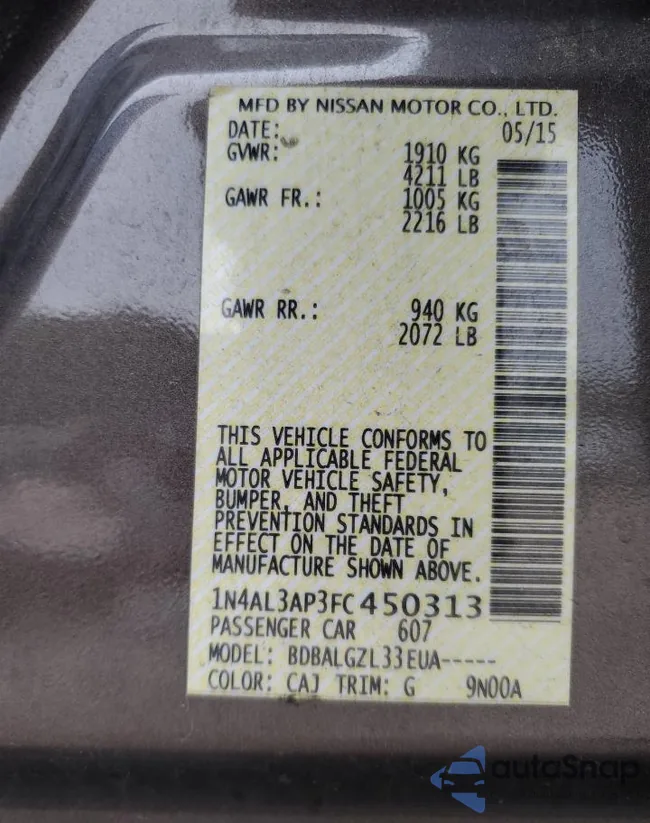 MFD BY NISSAN MOTOR CO., LTD.
DATE: 05/15
GVWR: 1910 KG
4211 LB
GAWR FR.: 1005 KG
2216 LB
GAWR RR.: 940 KG
2072 LB
THIS VEHICLE CONFORMS TO
ALL APPLICABLE FEDERAL
MOTOR VEHICLE SAFETY,
BUMPER, AND THEFT
PREVENTION STANDARDS IN
EFFECT ON THE DATE OF
MANUFACTURE SHOWN ABOVE.
1N4AL3AP3FC450313
PASSENGER CAR 607
MODEL: BDBALGZL33EUA-----
COLOR: CAJ TRIM: G 9N00A
autoSnap